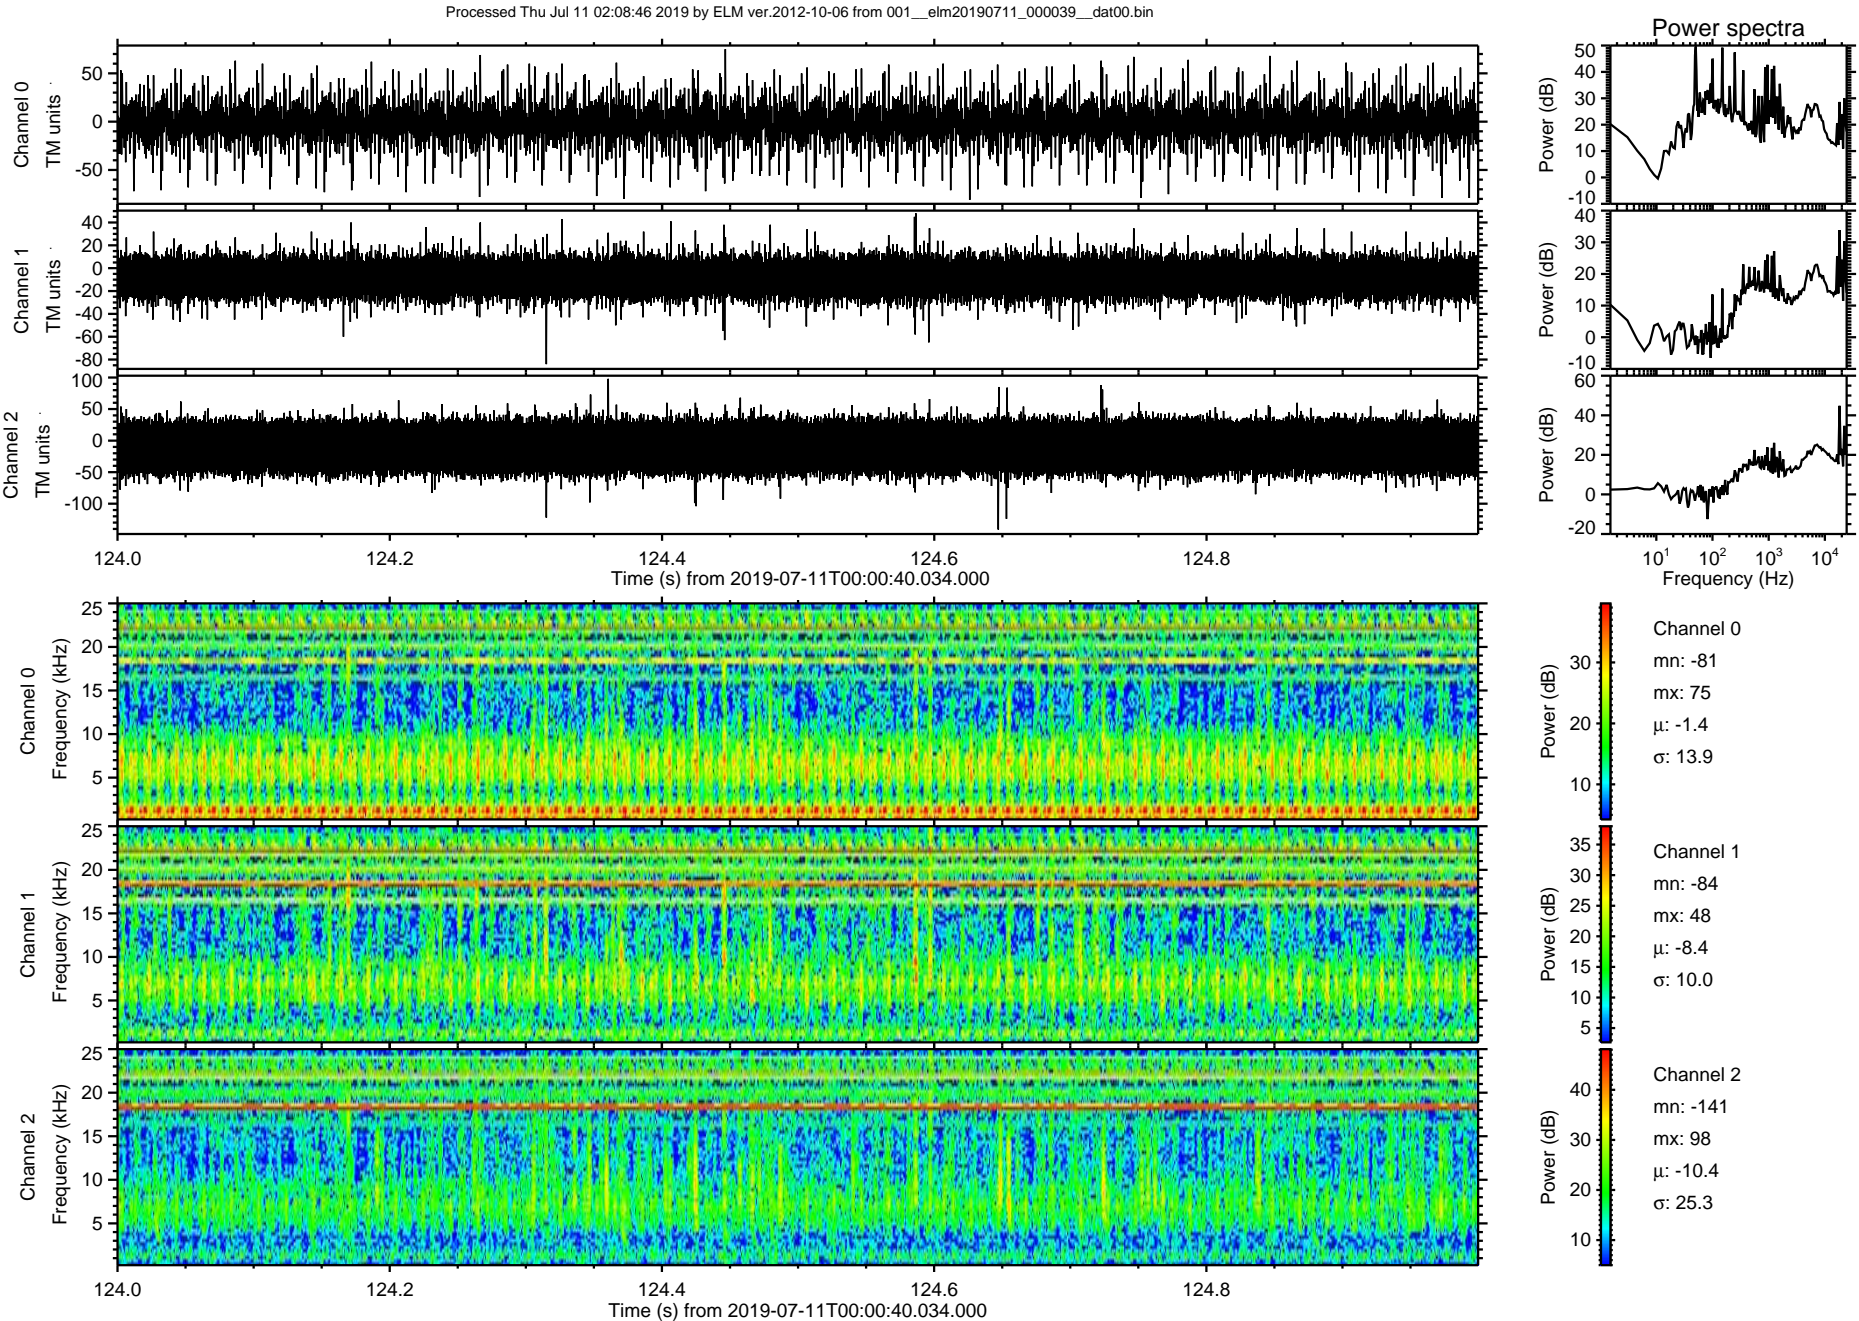 Processed Thu Jul 11 02:08:46 2019 by ELM ver.2012-10-06 from 001__elm20190711_000039__dat00.bin
Power spectra
Channel 0
TM units
50
0
-50
Power (dB)
50
40
30
20
10
0
-10
Channel 1
TM units
40
20
0
-20
-40
-60
-80
Power (dB)
40
30
20
10
0
-10
Channel 2
TM units
100
50
0
-50
-100
Power (dB)
60
40
20
0
-20
124.0 124.2 124.4 124.6 124.8
Time (s) from 2019-07-11T00:00:40.034.000
10^1 10^2 10^3 10^4
Frequency (Hz)
Channel 0
Frequency (kHz)
25
20
15
10
5
Power (dB)
30
20
10
Channel 0
mn: -81
mx: 75
μ: -1.4
σ: 13.9
Channel 1
Frequency (kHz)
25
20
15
10
5
Power (dB)
35
30
25
20
15
10
5
Channel 1
mn: -84
mx: 48
μ: -8.4
σ: 10.0
Channel 2
Frequency (kHz)
25
20
15
10
5
Power (dB)
40
30
20
10
Channel 2
mn: -141
mx: 98
μ: -10.4
σ: 25.3
124.0 124.2 124.4 124.6 124.8
Time (s) from 2019-07-11T00:00:40.034.000